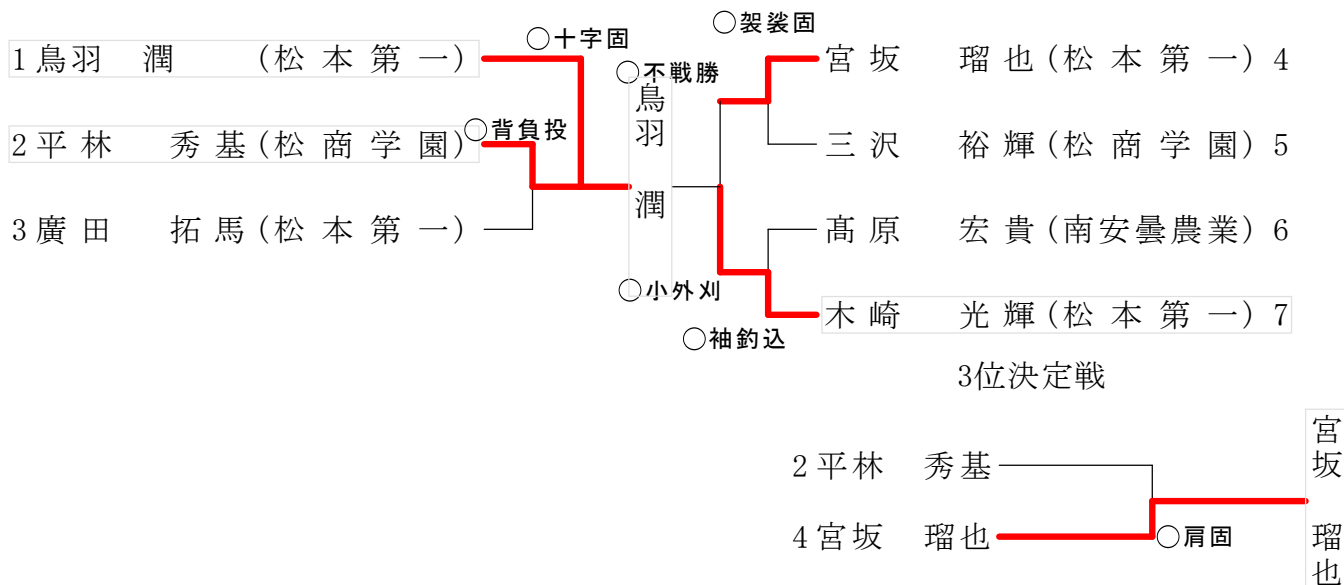 ○十字固
○袈裟固
1 鳥羽 潤 (松本第一)
○不戦勝
宮坂 瑠也 (松本第一) 4
鳥羽 潤
○背負投
2 平林 秀基 (松商学園)
三沢 裕輝 (松商学園) 5
3 廣田 拓馬 (松本第一)
髙原 宏貴 (南安曇農業) 6
○小外刈
木崎 光輝 (松本第一) 7
○袖釣込
3位決定戦
2 平林 秀基
宮坂 瑠也
4 宮坂 瑠也
○肩固